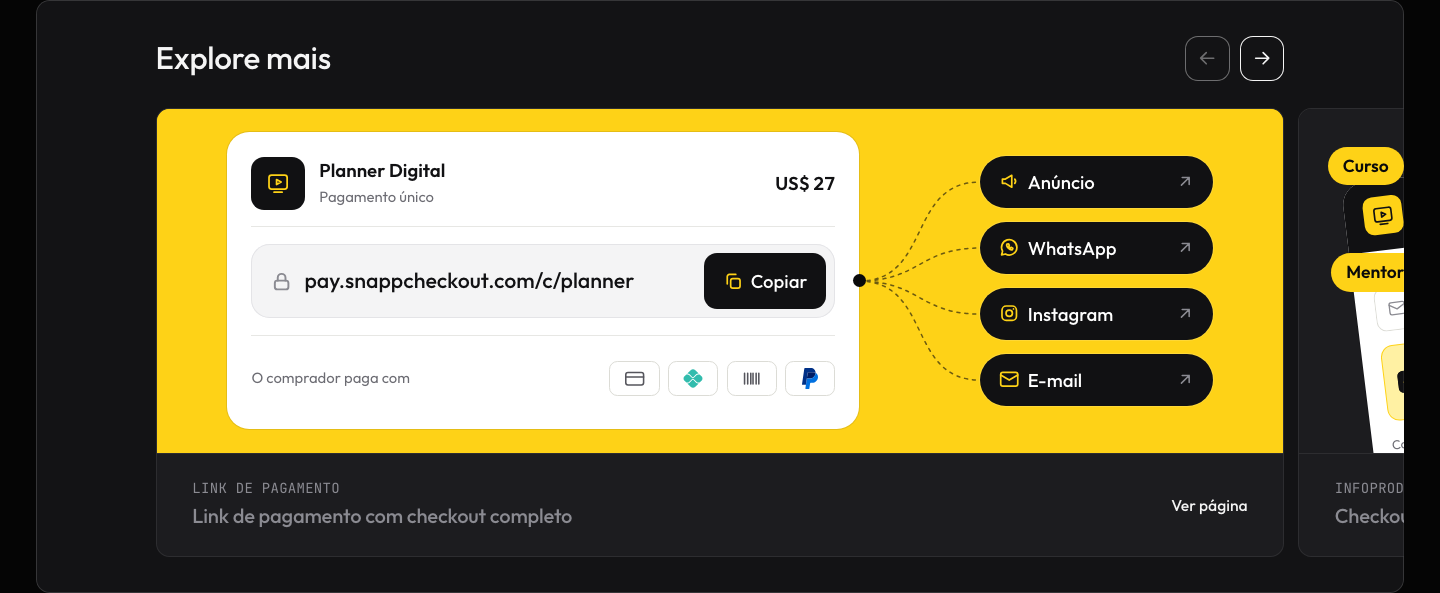 Explore mais
Planner Digital
Pagamento único
US$ 27
pay.snappcheckout.com/c/planner
Copiar
O comprador paga com
Anúncio
WhatsApp
Instagram
E-mail
LINK DE PAGAMENTO
Link de pagamento com checkout completo
Ver página
Curso
Mentor
INFOPROD